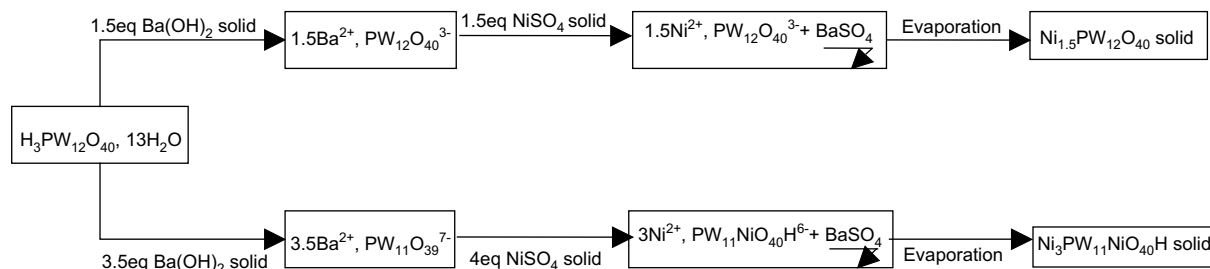 1.5eq Ba(OH)₂ solid
1.5Ba²⁺, PW₁₂O₄₀³⁻
1.5eq NiSO₄ solid
1.5Ni²⁺, PW₁₂O₄₀³⁻+ BaSO₄
Evaporation
Ni₁.₅PW₁₂O₄₀ solid
H₃PW₁₂O₄₀, 13H₂O
3.5eq Ba(OH)₂ solid
3.5Ba²⁺, PW₁₁O₃₉⁷⁻
4eq NiSO₄ solid
3Ni²⁺, PW₁₁NiO₄₀H⁶⁻+ BaSO₄
Evaporation
Ni₃PW₁₁NiO₄₀H solid